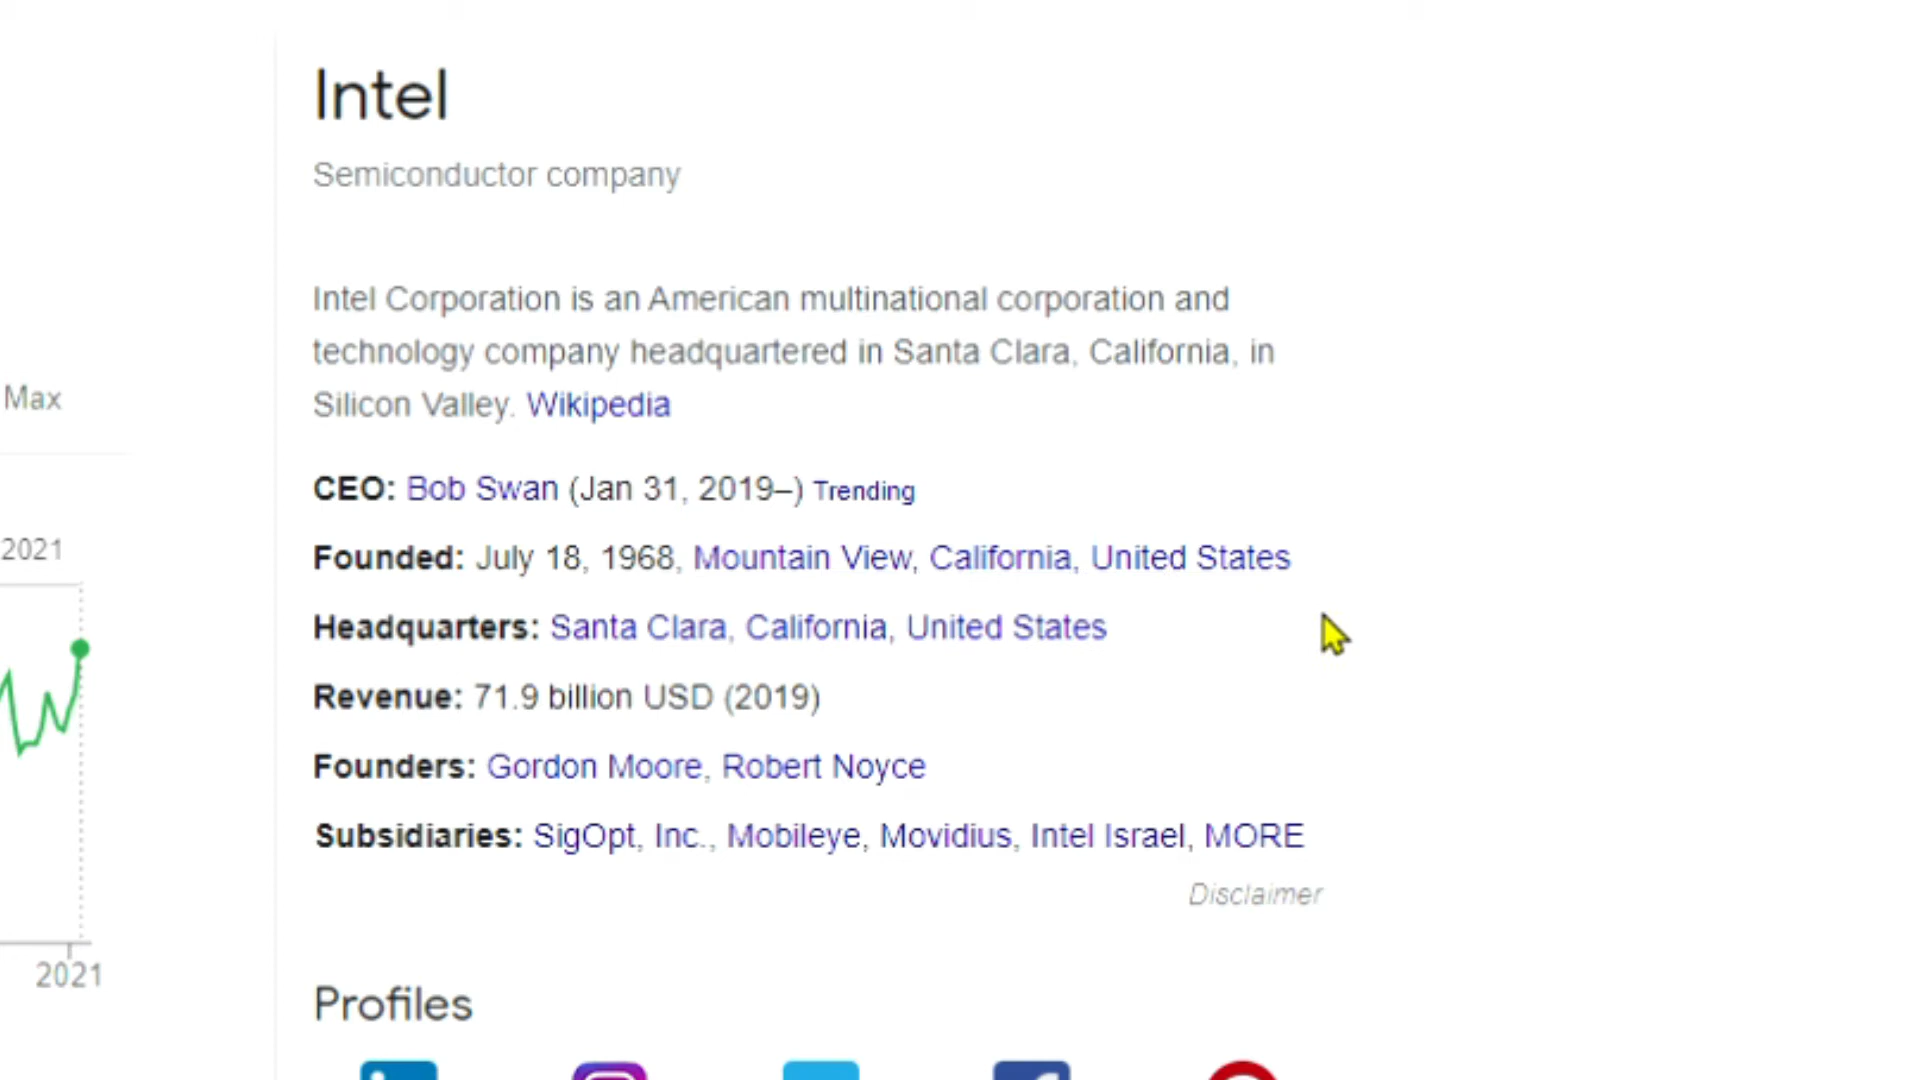 Intel
Semiconductor company
Intel Corporation is an American multinational corporation and
technology company headquartered in Santa Clara, California, in
Silicon Valley. Wikipedia
Max
CEO: Bob Swan (Jan 31, 2019–) Trending
2021
Founded: July 18, 1968, Mountain View, California, United States
Headquarters: Santa Clara, California, United States
Revenue: 71.9 billion USD (2019)
Founders: Gordon Moore, Robert Noyce
Subsidiaries: SigOpt, Inc., Mobileye, Movidius, Intel Israel, MORE
Disclaimer
2021
Profiles